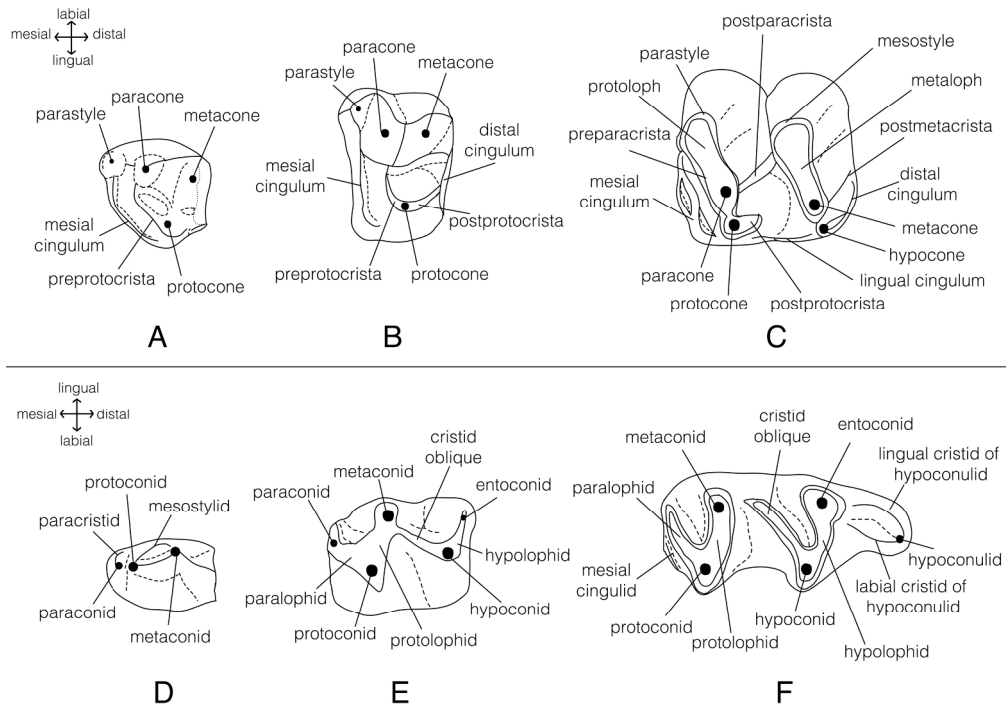 labial
mesial distal
lingual
parastyle
paracone
metacone
mesial
cingulum
preprotocrista
protocone
A
paracone
parastyle
metacone
mesial
cingulum
distal
cingulum
postprotocrista
preprotocrista
protocone
B
postparacrista
parastyle
mesostyle
protoloph
metaloph
preparacrista
postmetacrista
mesial
cingulum
distal
cingulum
metacone
hypocone
lingual cingulum
paracone
protocone
postprotocrista
C
lingual
mesial distal
labial
protoconid
mesostylid
paracristid
paraconid
metaconid
D
cristid
oblique
metaconid
paraconid
entoconid
hypolophid
paralophid
hypoconid
protoconid
protolophid
E
cristid
oblique
entoconid
metaconid
lingual cristid of
hypoconulid
paralophid
mesial
cingulid
hypoconulid
labial cristid of
hypoconulid
protoconid
hypoconid
protolophid
hypolophid
F